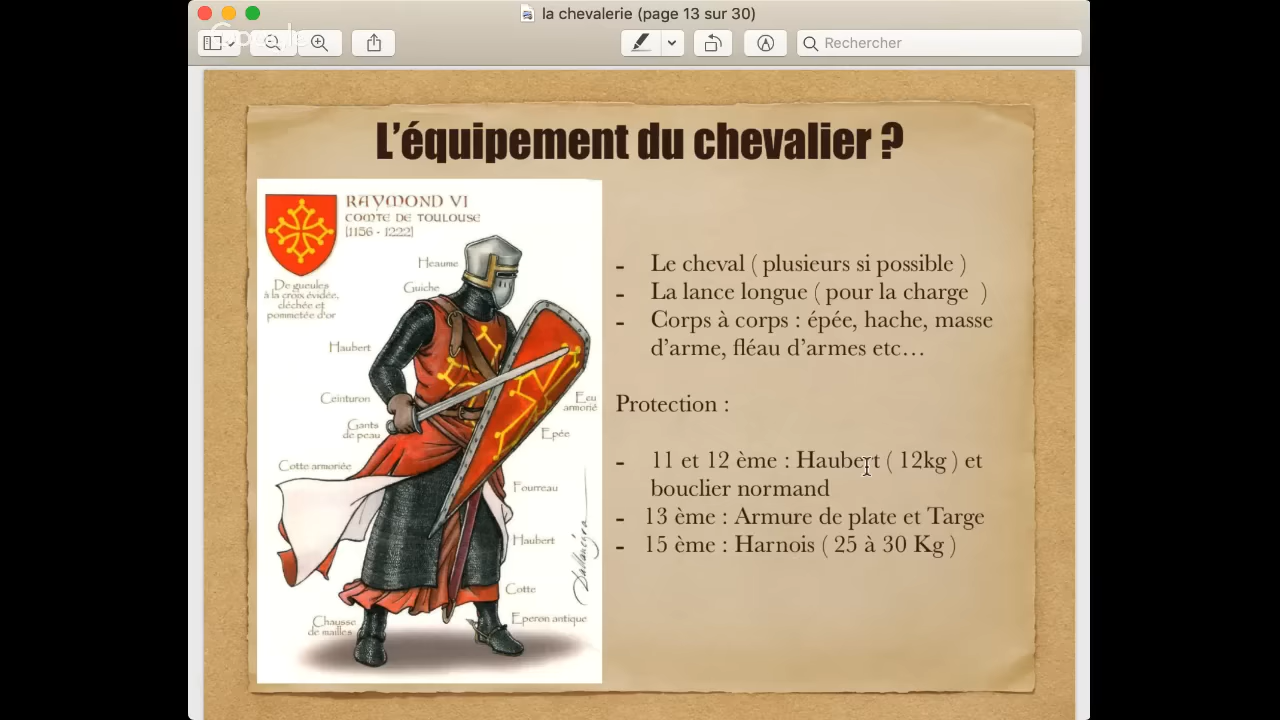 la chevalerie (page 13 sur 30)
Google
Rechercher
L'équipement du chevalier ?
RAYMOND VI
COMTE DE TOULOUSE
[1156 - 1222]
De gueules
à la croix évidée,
cléchée et
pommetée d'or
Heaume
Guiche
Haubert
Ceinturon
Gants
de peau
Cotte armoriée
Chausse
de mailles
Ecu
armorié
Epée
Fourreau
Haubert
Cotte
Eperon antique
- Le cheval ( plusieurs si possible )
- La lance longue ( pour la charge )
- Corps à corps : épée, hache, masse
d'arme, fléau d'armes etc…
Protection :
- 11 et 12 ème : Haubert ( 12kg ) et
bouclier normand
- 13 ème : Armure de plate et Targe
- 15 ème : Harnois ( 25 à 30 Kg )